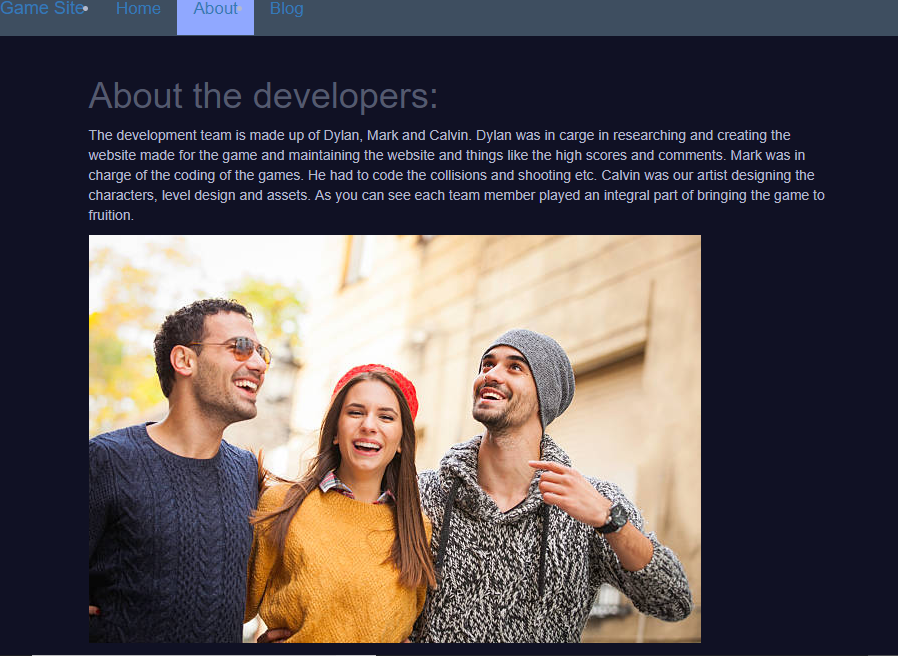 Game Site Home About Blog
About the developers:
The development team is made up of Dylan, Mark and Calvin. Dylan was in carge in researching and creating the
website made for the game and maintaining the website and things like the high scores and comments. Mark was in
charge of the coding of the games. He had to code the collisions and shooting etc. Calvin was our artist designing the
characters, level design and assets. As you can see each team member played an integral part of bringing the game to
fruition.